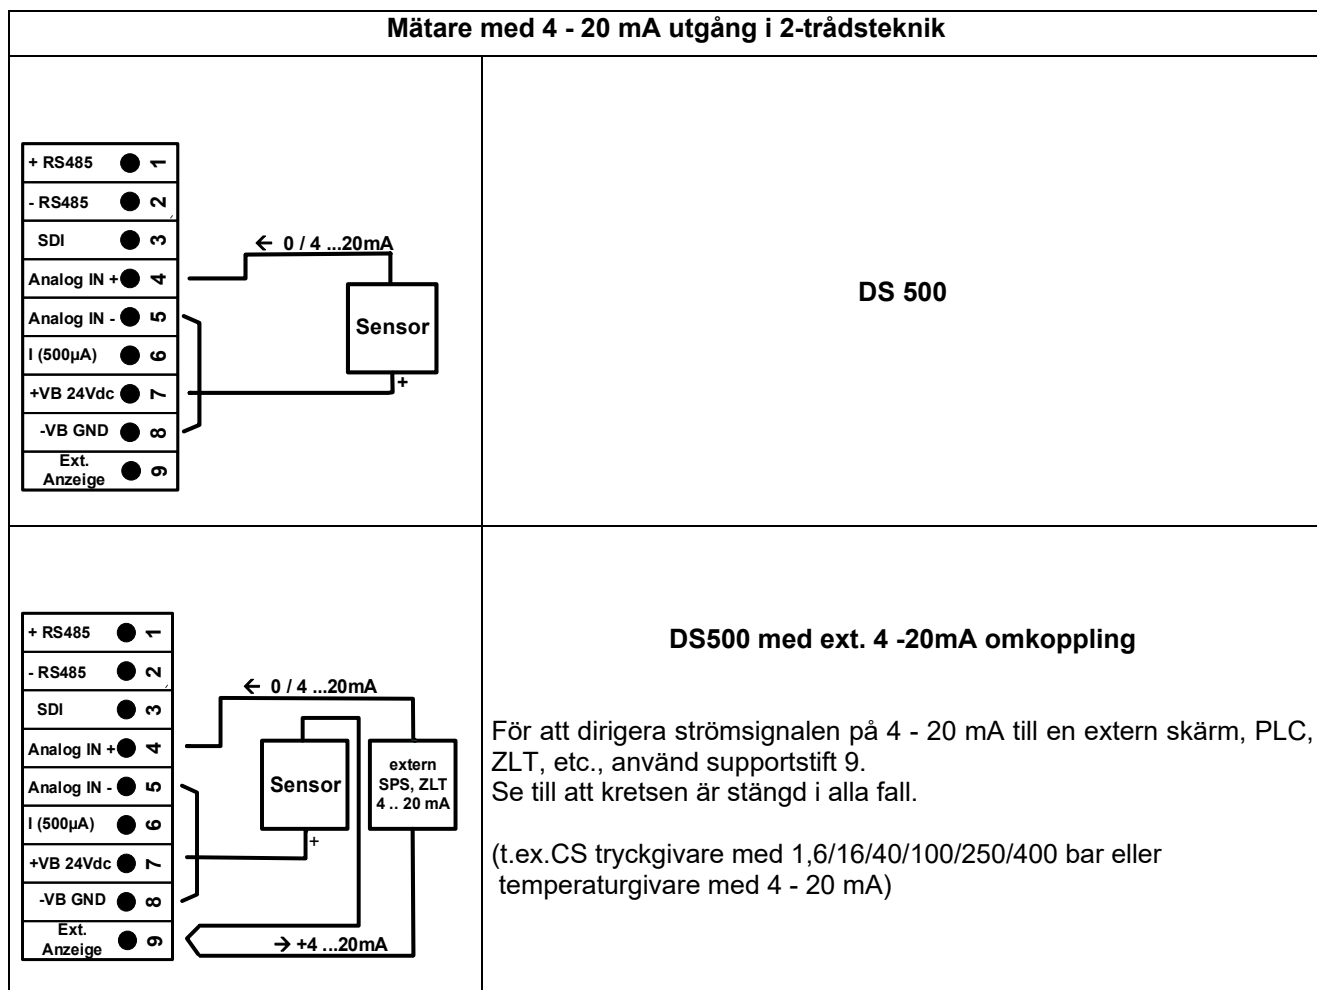 Mätare med 4 - 20 mA utgång i 2-trådsteknik
+ RS485 1
- RS485 2
SDI 3
Analog IN + 4
Analog IN - 5
I (500µA) 6
+VB 24Vdc 7
-VB GND 8
Ext.
Anzeige 9
← 0 / 4 ...20mA
Sensor
+
DS 500
+ RS485 1
- RS485 2
SDI 3
Analog IN + 4
Analog IN - 5
I (500µA) 6
+VB 24Vdc 7
-VB GND 8
Ext.
Anzeige 9
← 0 / 4 ...20mA
Sensor
+
extern
SPS, ZLT
4 .. 20 mA
→ +4 ...20mA
DS500 med ext. 4 -20mA omkoppling
För att dirigera strömsignalen på 4 - 20 mA till en extern skärm, PLC,
ZLT, etc., använd supportstift 9.
Se till att kretsen är stängd i alla fall.
(t.ex.CS tryckgivare med 1,6/16/40/100/250/400 bar eller
temperaturgivare med 4 - 20 mA)